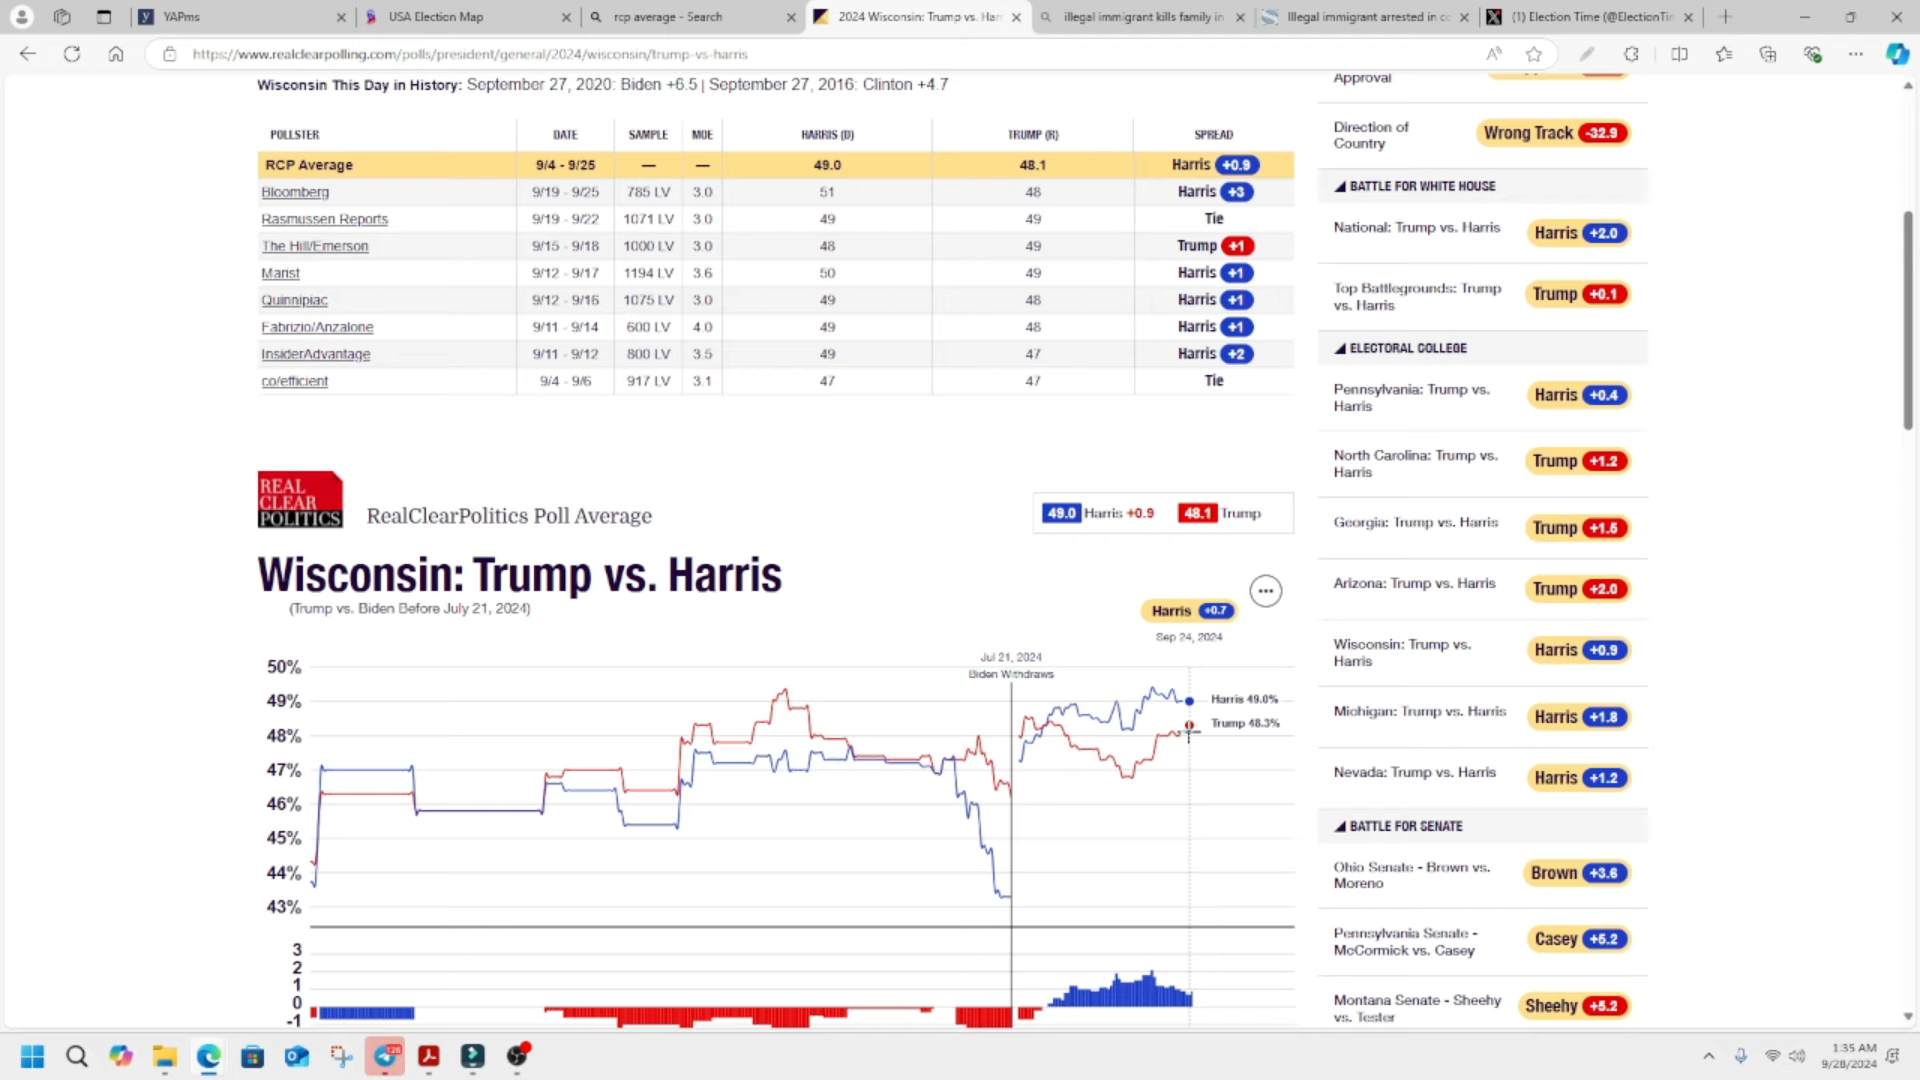 YAPms
USA Election Map
rcp average - Search
2024 Wisconsin: Trump vs. Har
illegal immigrant kills family in
Illegal immigrant arrested in co
(1) Election Time (@ElectionTim
https://www.realclearpolling.com/polls/president/general/2024/wisconsin/trump-vs-harris
Wisconsin This Day in History: September 27, 2020: Biden +6.5 | September 27, 2016: Clinton +4.7
POLLSTER DATE SAMPLE MOE HARRIS (D) TRUMP (R) SPREAD
RCP Average 9/4 - 9/25 — — 49.0 48.1 Harris +0.9
Bloomberg 9/19 - 9/25 785 LV 3.0 51 48 Harris +3
Rasmussen Reports 9/19 - 9/22 1071 LV 3.0 49 49 Tie
The Hill/Emerson 9/15 - 9/18 1000 LV 3.0 48 49 Trump +1
Marist 9/12 - 9/17 1194 LV 3.6 50 49 Harris +1
Quinnipiac 9/12 - 9/16 1075 LV 3.0 49 48 Harris +1
Fabrizio/Anzalone 9/11 - 9/14 600 LV 4.0 49 48 Harris +1
InsiderAdvantage 9/11 - 9/12 800 LV 3.5 49 47 Harris +2
co/efficient 9/4 - 9/6 917 LV 3.1 47 47 Tie
REAL
CLEAR
POLITICS
RealClearPolitics Poll Average
49.0 Harris +0.9 48.1 Trump
Wisconsin: Trump vs. Harris
(Trump vs. Biden Before July 21, 2024)
Harris +0.7
Sep 24, 2024
Jul 21, 2024
Biden Withdraws
50%
49%
48%
47%
46%
45%
44%
43%
Harris 49.0%
Trump 48.3%
3
2
1
0
-1
Approval
Direction of
Country
Wrong Track -32.9
BATTLE FOR WHITE HOUSE
National: Trump vs. Harris Harris +2.0
Top Battlegrounds: Trump
vs. Harris
Trump +0.1
ELECTORAL COLLEGE
Pennsylvania: Trump vs.
Harris
Harris +0.4
North Carolina: Trump vs.
Harris
Trump +1.2
Georgia: Trump vs. Harris Trump +1.5
Arizona: Trump vs. Harris Trump +2.0
Wisconsin: Trump vs.
Harris
Harris +0.9
Michigan: Trump vs. Harris Harris +1.8
Nevada: Trump vs. Harris Harris +1.2
BATTLE FOR SENATE
Ohio Senate - Brown vs.
Moreno
Brown +3.6
Pennsylvania Senate -
McCormick vs. Casey
Casey +5.2
Montana Senate - Sheehy
vs. Tester
Sheehy +5.2
1:35 AM
9/28/2024